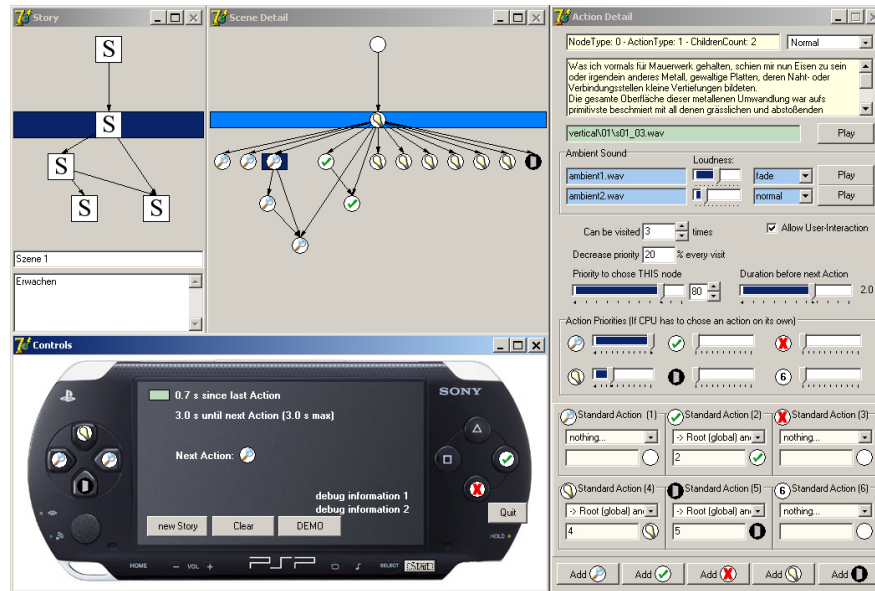 Story
S
S
S
S
S
Szene 1
Erwachen
Scene Detail
Action Detail
NodeType: 0 - ActionType: 1 - ChildrenCount: 2
Normal
Was ich vormals für Mauerwerk gehalten, schien mir nun Eisen zu sein
oder irgendein anderes Metall, gewaltige Platten, deren Naht- oder
Verbindungsstellen kleine Vertiefungen bildeten.
Die gesamte Oberfläche dieser metallenen Umwandlung war aufs
primitivste beschmiert mit all denen grässlichen und abstoßenden
vertical\01\s01_03.wav
Play
Ambient Sound
Loudness:
ambient1.wav
fade
Play
ambient2.wav
normal
Play
Can be visited 3 times
Allow User-Interaction
Decrease priority 20 % every visit
Priority to chose THIS node
Duration before next Action
80
2.0
Action Priorities (If CPU has to chose an action on its own)
6
Standard Action (1)
Standard Action (2)
Standard Action (3)
nothing...
-> Root (global) an
nothing...
2
Standard Action (4)
Standard Action (5)
6 Standard Action (6)
-> Root (global) an
-> Root (global) an
nothing...
4
5
Add
Add
Add
Add
Add
Controls
SONY
0.7 s since last Action
3.0 s until next Action (3.0 s max)
Next Action:
debug information 1
debug information 2
new Story
Clear
DEMO
Quit
HOLD
HOME
- VOL +
PSP
SELECT
Start